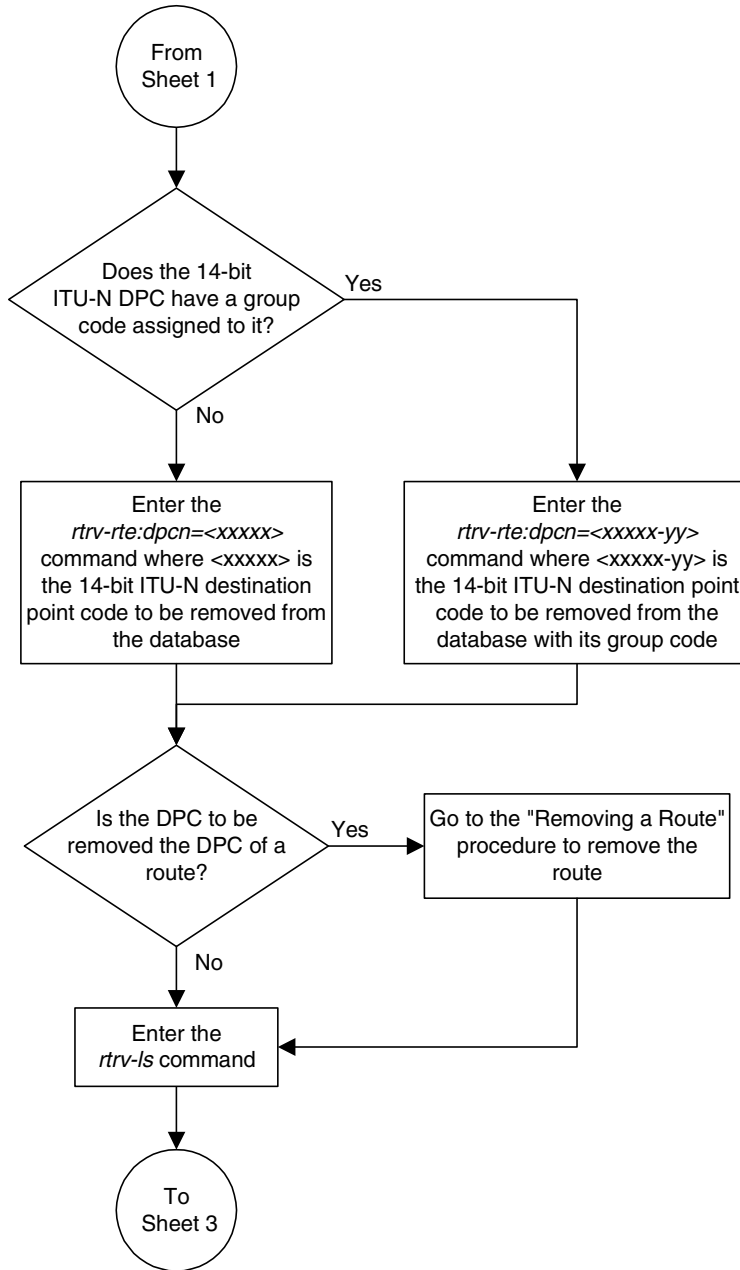 From
Sheet 1
Does the 14-bit
ITU-N DPC have a group
code assigned to it?
Yes
No
Enter the
rtrv-rte:dpcn=<xxxxx>
command where <xxxxx> is
the 14-bit ITU-N destination
point code to be removed from
the database
Enter the
rtrv-rte:dpcn=<xxxxx-yy>
command where <xxxxx-yy> is
the 14-bit ITU-N destination point
code to be removed from the
database with its group code
Is the DPC to be
removed the DPC of a
route?
Yes
Go to the "Removing a Route"
procedure to remove the
route
No
Enter the
rtrv-ls command
To
Sheet 3